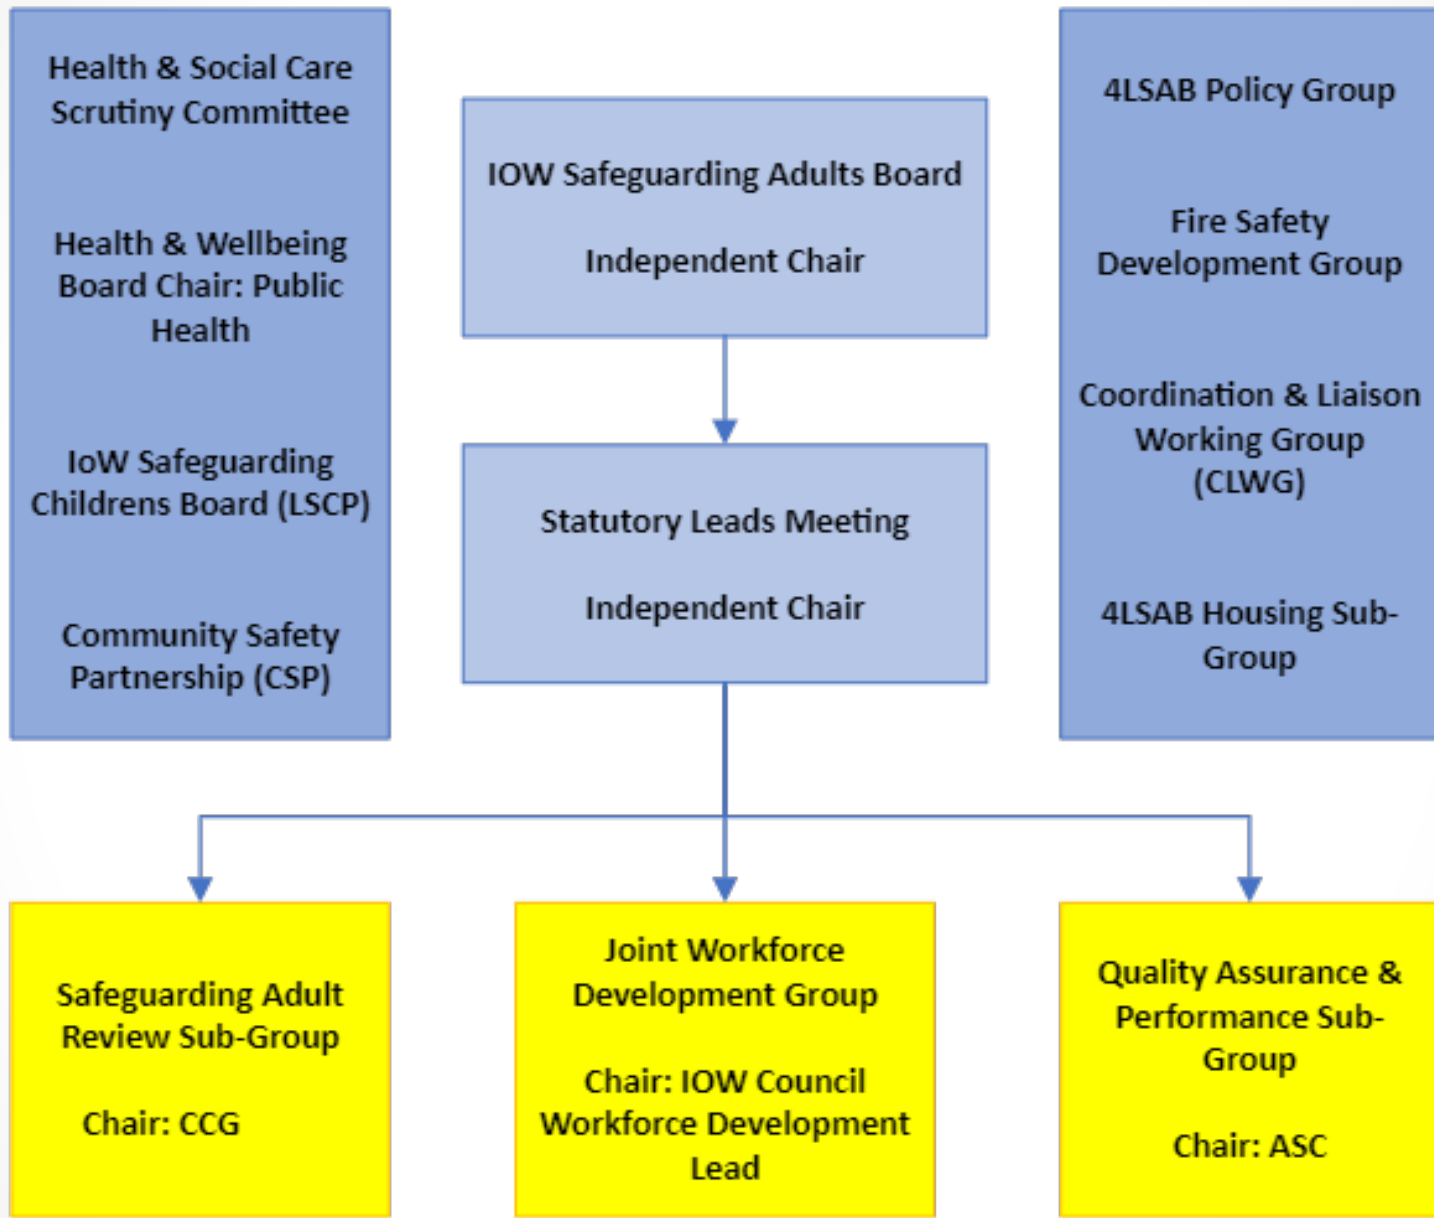 Health & Social Care
Scrutiny Committee
Health & Wellbeing
Board Chair: Public
Health
IoW Safeguarding
Childrens Board (LSCP)
Community Safety
Partnership (CSP)
IOW Safeguarding Adults Board
Independent Chair
Statutory Leads Meeting
Independent Chair
4LSAB Policy Group
Fire Safety
Development Group
Coordination & Liaison
Working Group
(CLWG)
4LSAB Housing Sub-
Group
Safeguarding Adult
Review Sub-Group
Chair: CCG
Joint Workforce
Development Group
Chair: IOW Council
Workforce Development
Lead
Quality Assurance &
Performance Sub-
Group
Chair: ASC